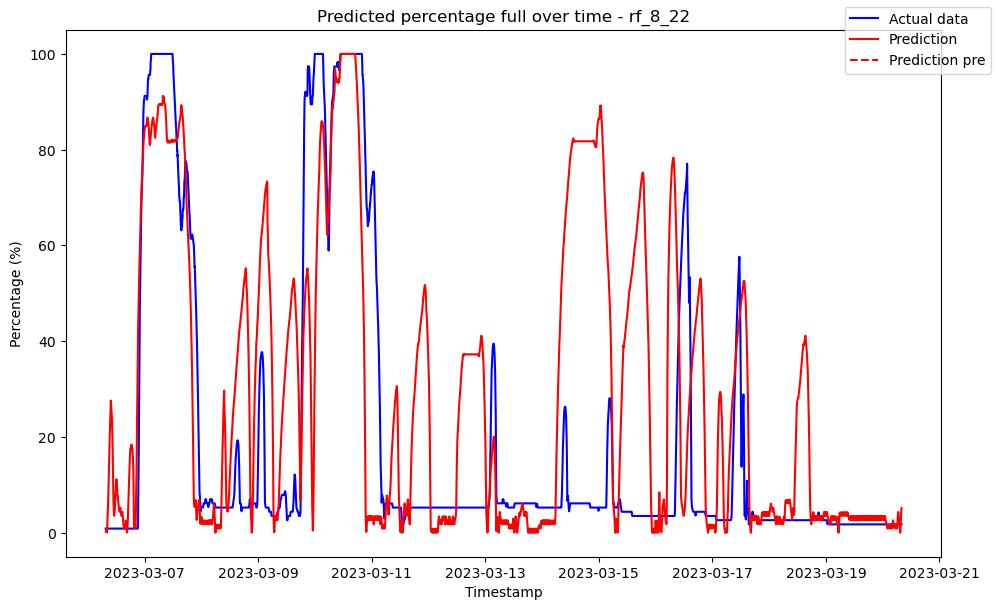 Predicted percentage full over time - rf_8_22
Actual data
Prediction
Prediction pre
Percentage (%)
100
80
60
40
20
0
2023-03-07
2023-03-09
2023-03-11
2023-03-13
2023-03-15
2023-03-17
2023-03-19
2023-03-21
Timestamp